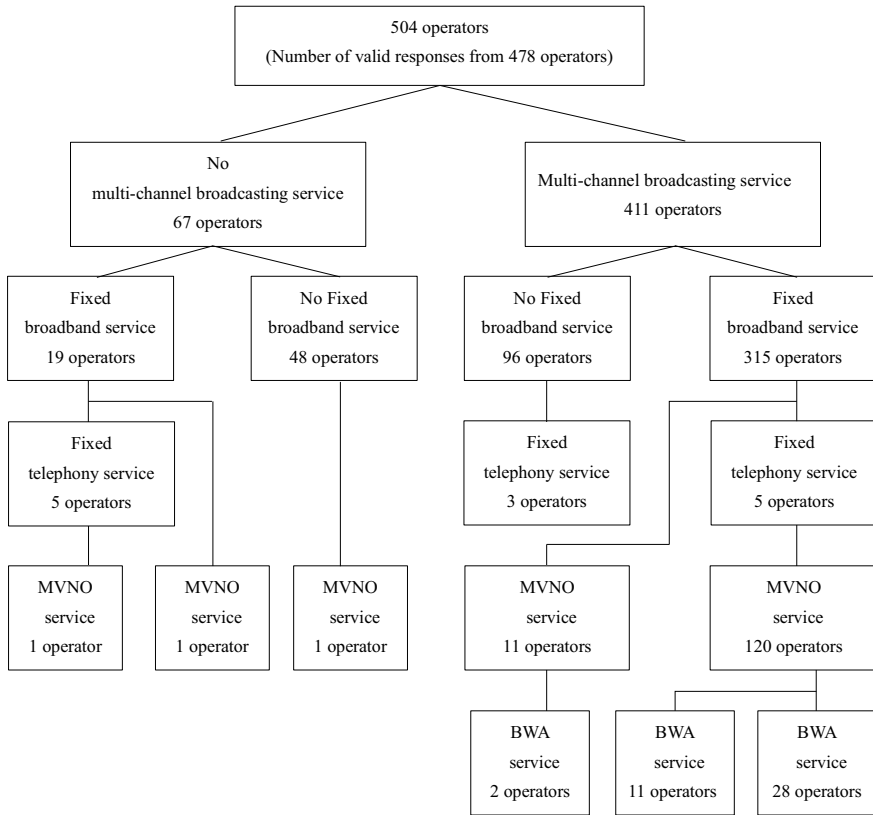 504 operators
(Number of valid responses from 478 operators)
No
multi-channel broadcasting service
67 operators
Multi-channel broadcasting service
411 operators
Fixed
broadband service
19 operators
No Fixed
broadband service
48 operators
No Fixed
broadband service
96 operators
Fixed
broadband service
315 operators
Fixed
telephony service
5 operators
Fixed
telephony service
3 operators
Fixed
telephony service
5 operators
MVNO
service
1 operator
MVNO
service
1 operator
MVNO
service
1 operator
MVNO
service
11 operators
MVNO
service
120 operators
BWA
service
2 operators
BWA
service
11 operators
BWA
service
28 operators